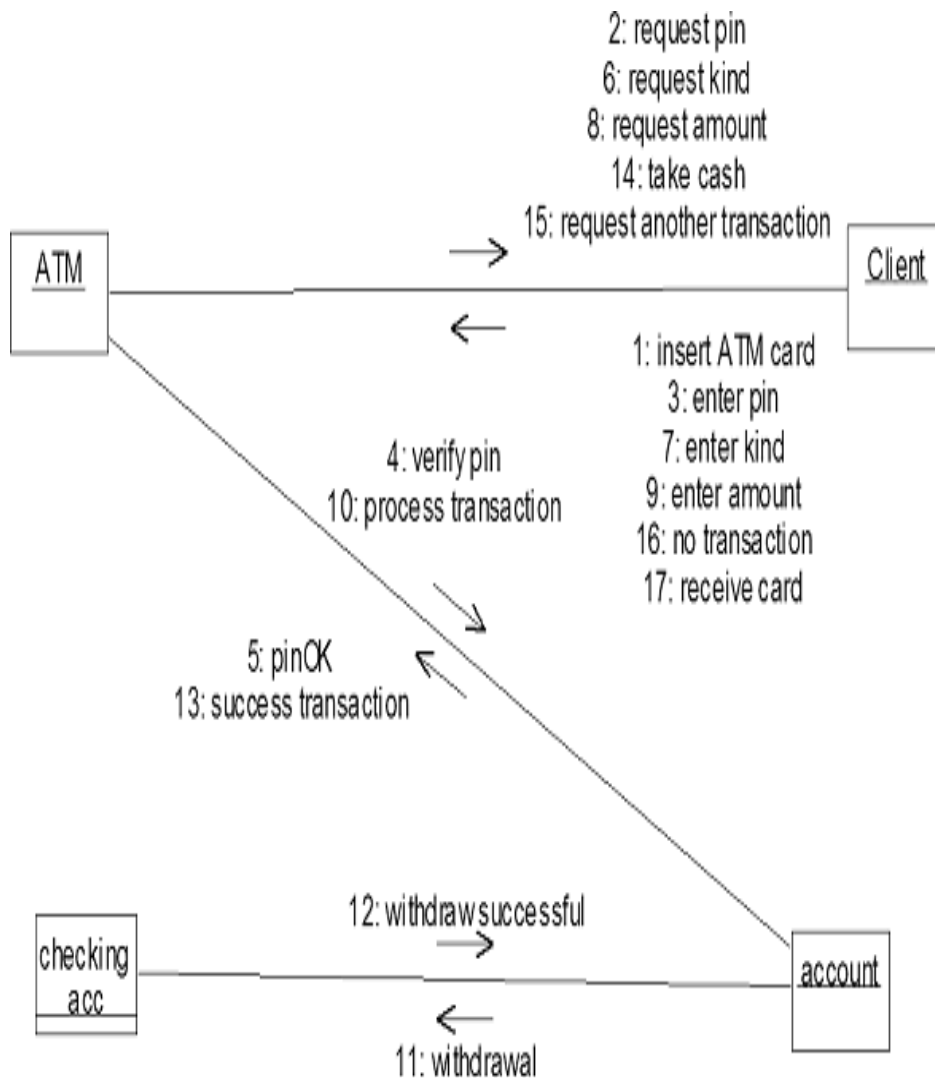 2: request pin
6: request kind
8: request amount
14: take cash
15: request another transaction
ATM
Client
1: insert ATM card
3: enter pin
7: enter kind
9: enter amount
16: no transaction
17: receive card
4: verify pin
10: process transaction
5: pinOK
13: success transaction
12: withdraw successful
checking
acc
account
11: withdrawal